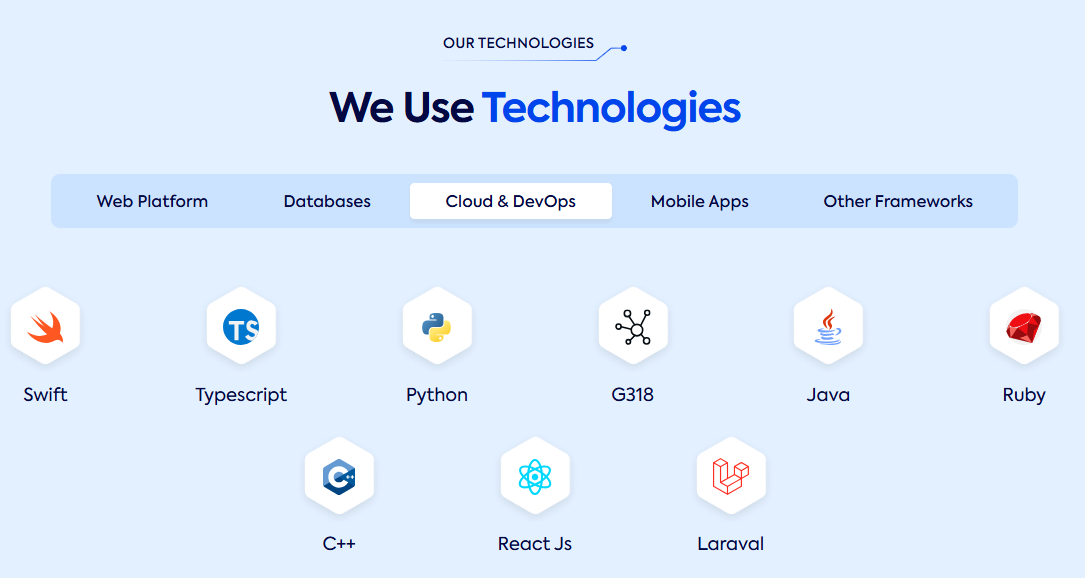 OUR TECHNOLOGIES
We Use Technologies
Web Platform Databases Cloud & DevOps Mobile Apps Other Frameworks
TS
Swift Typescript Python G318 Java Ruby
C++
C++ React Js Laraval